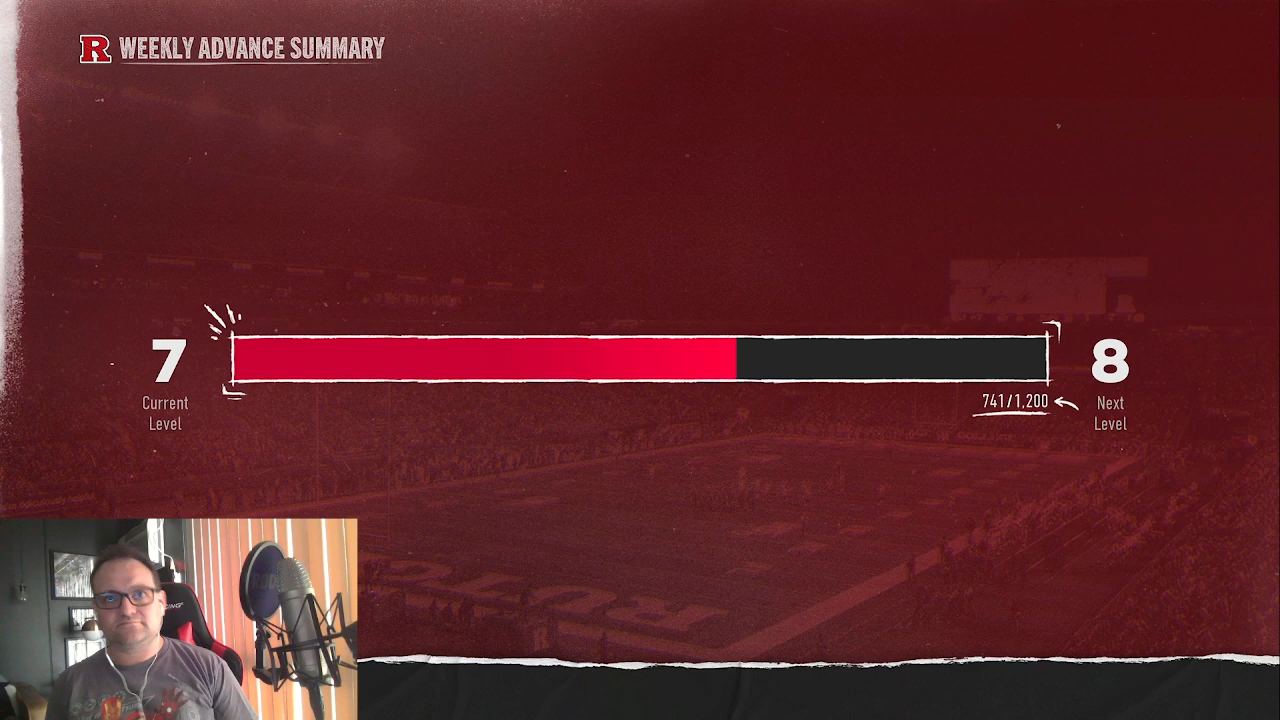 R WEEKLY ADVANCE SUMMARY
7
Current
Level
741/1,200
8
Next
Level
R